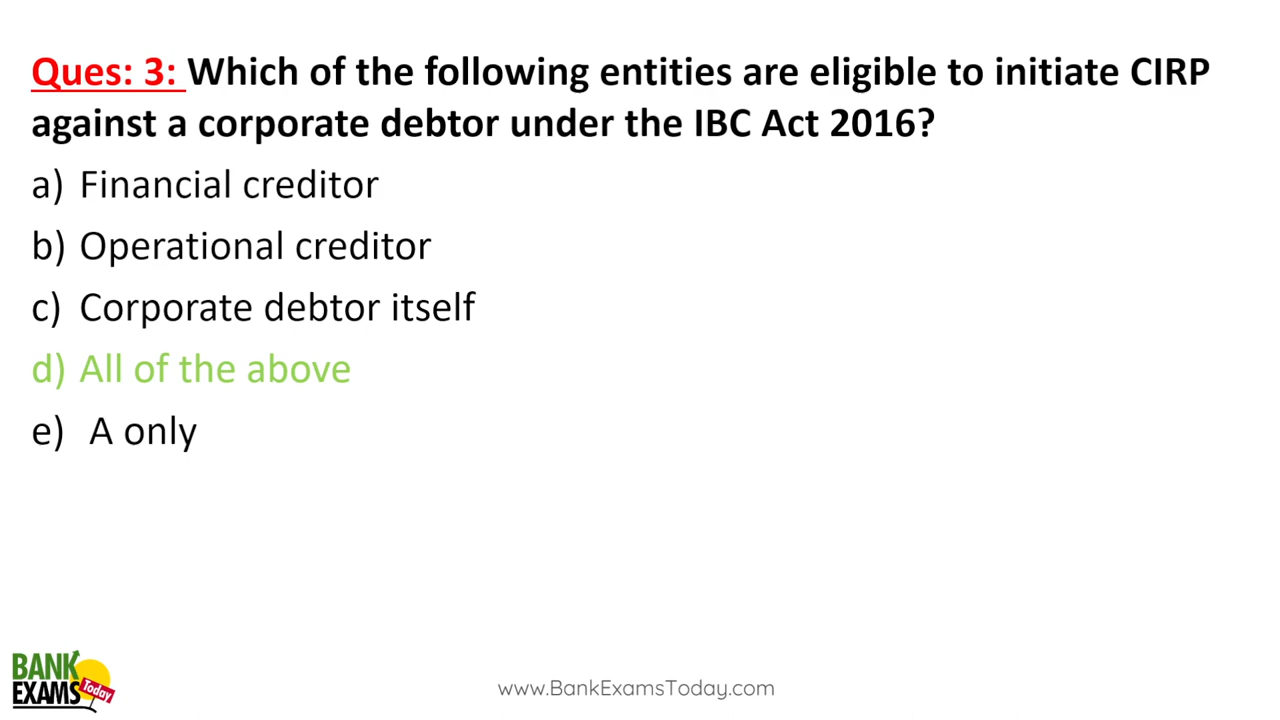 Ques: 3: Which of the following entities are eligible to initiate CIRP
against a corporate debtor under the IBC Act 2016?
a) Financial creditor
b) Operational creditor
c) Corporate debtor itself
d) All of the above
e) A only
BANK
EXAMS Today
www.BankExamsToday.com